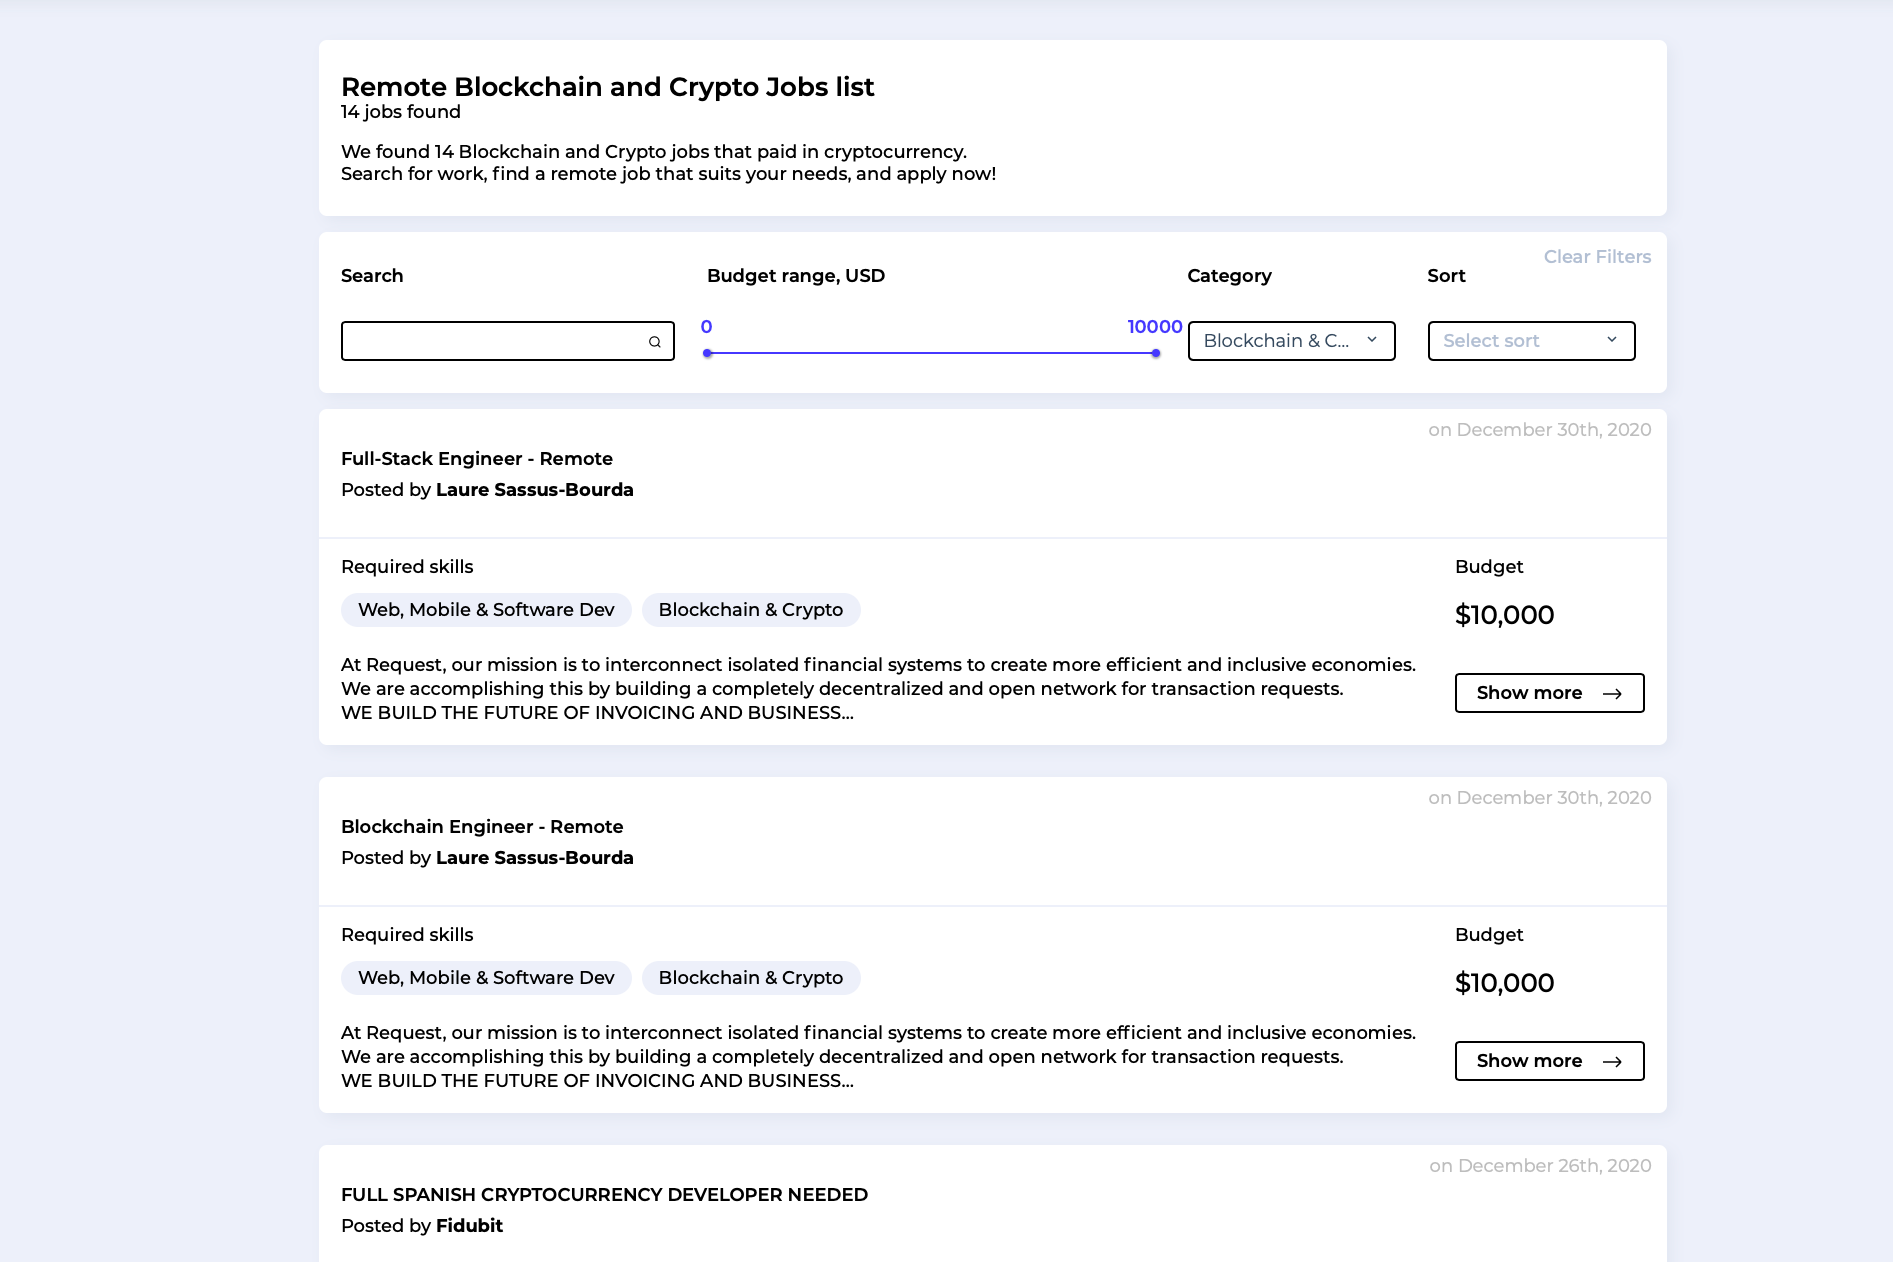 Remote Blockchain and Crypto Jobs list
14 jobs found
We found 14 Blockchain and Crypto jobs that paid in cryptocurrency.
Search for work, find a remote job that suits your needs, and apply now!
Clear Filters
Search
Budget range, USD
Category
Sort
0
10000
Blockchain & C...
Select sort
on December 30th, 2020
Full-Stack Engineer - Remote
Posted by Laure Sassus-Bourda
Required skills
Budget
Web, Mobile & Software Dev
Blockchain & Crypto
$10,000
At Request, our mission is to interconnect isolated financial systems to create more efficient and inclusive economies.
We are accomplishing this by building a completely decentralized and open network for transaction requests.
WE BUILD THE FUTURE OF INVOICING AND BUSINESS...
Show more
on December 30th, 2020
Blockchain Engineer - Remote
Posted by Laure Sassus-Bourda
Required skills
Budget
Web, Mobile & Software Dev
Blockchain & Crypto
$10,000
At Request, our mission is to interconnect isolated financial systems to create more efficient and inclusive economies.
We are accomplishing this by building a completely decentralized and open network for transaction requests.
WE BUILD THE FUTURE OF INVOICING AND BUSINESS...
Show more
on December 26th, 2020
FULL SPANISH CRYPTOCURRENCY DEVELOPER NEEDED
Posted by Fidubit